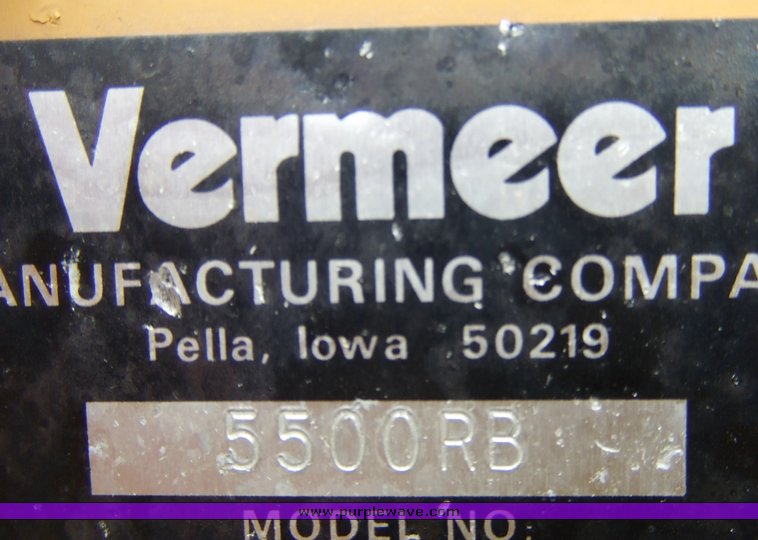 Vermeer
ANUFACTURING COMPA
Pella, Iowa 50219
5500RB
www.purplewave.com
MODEL NO.